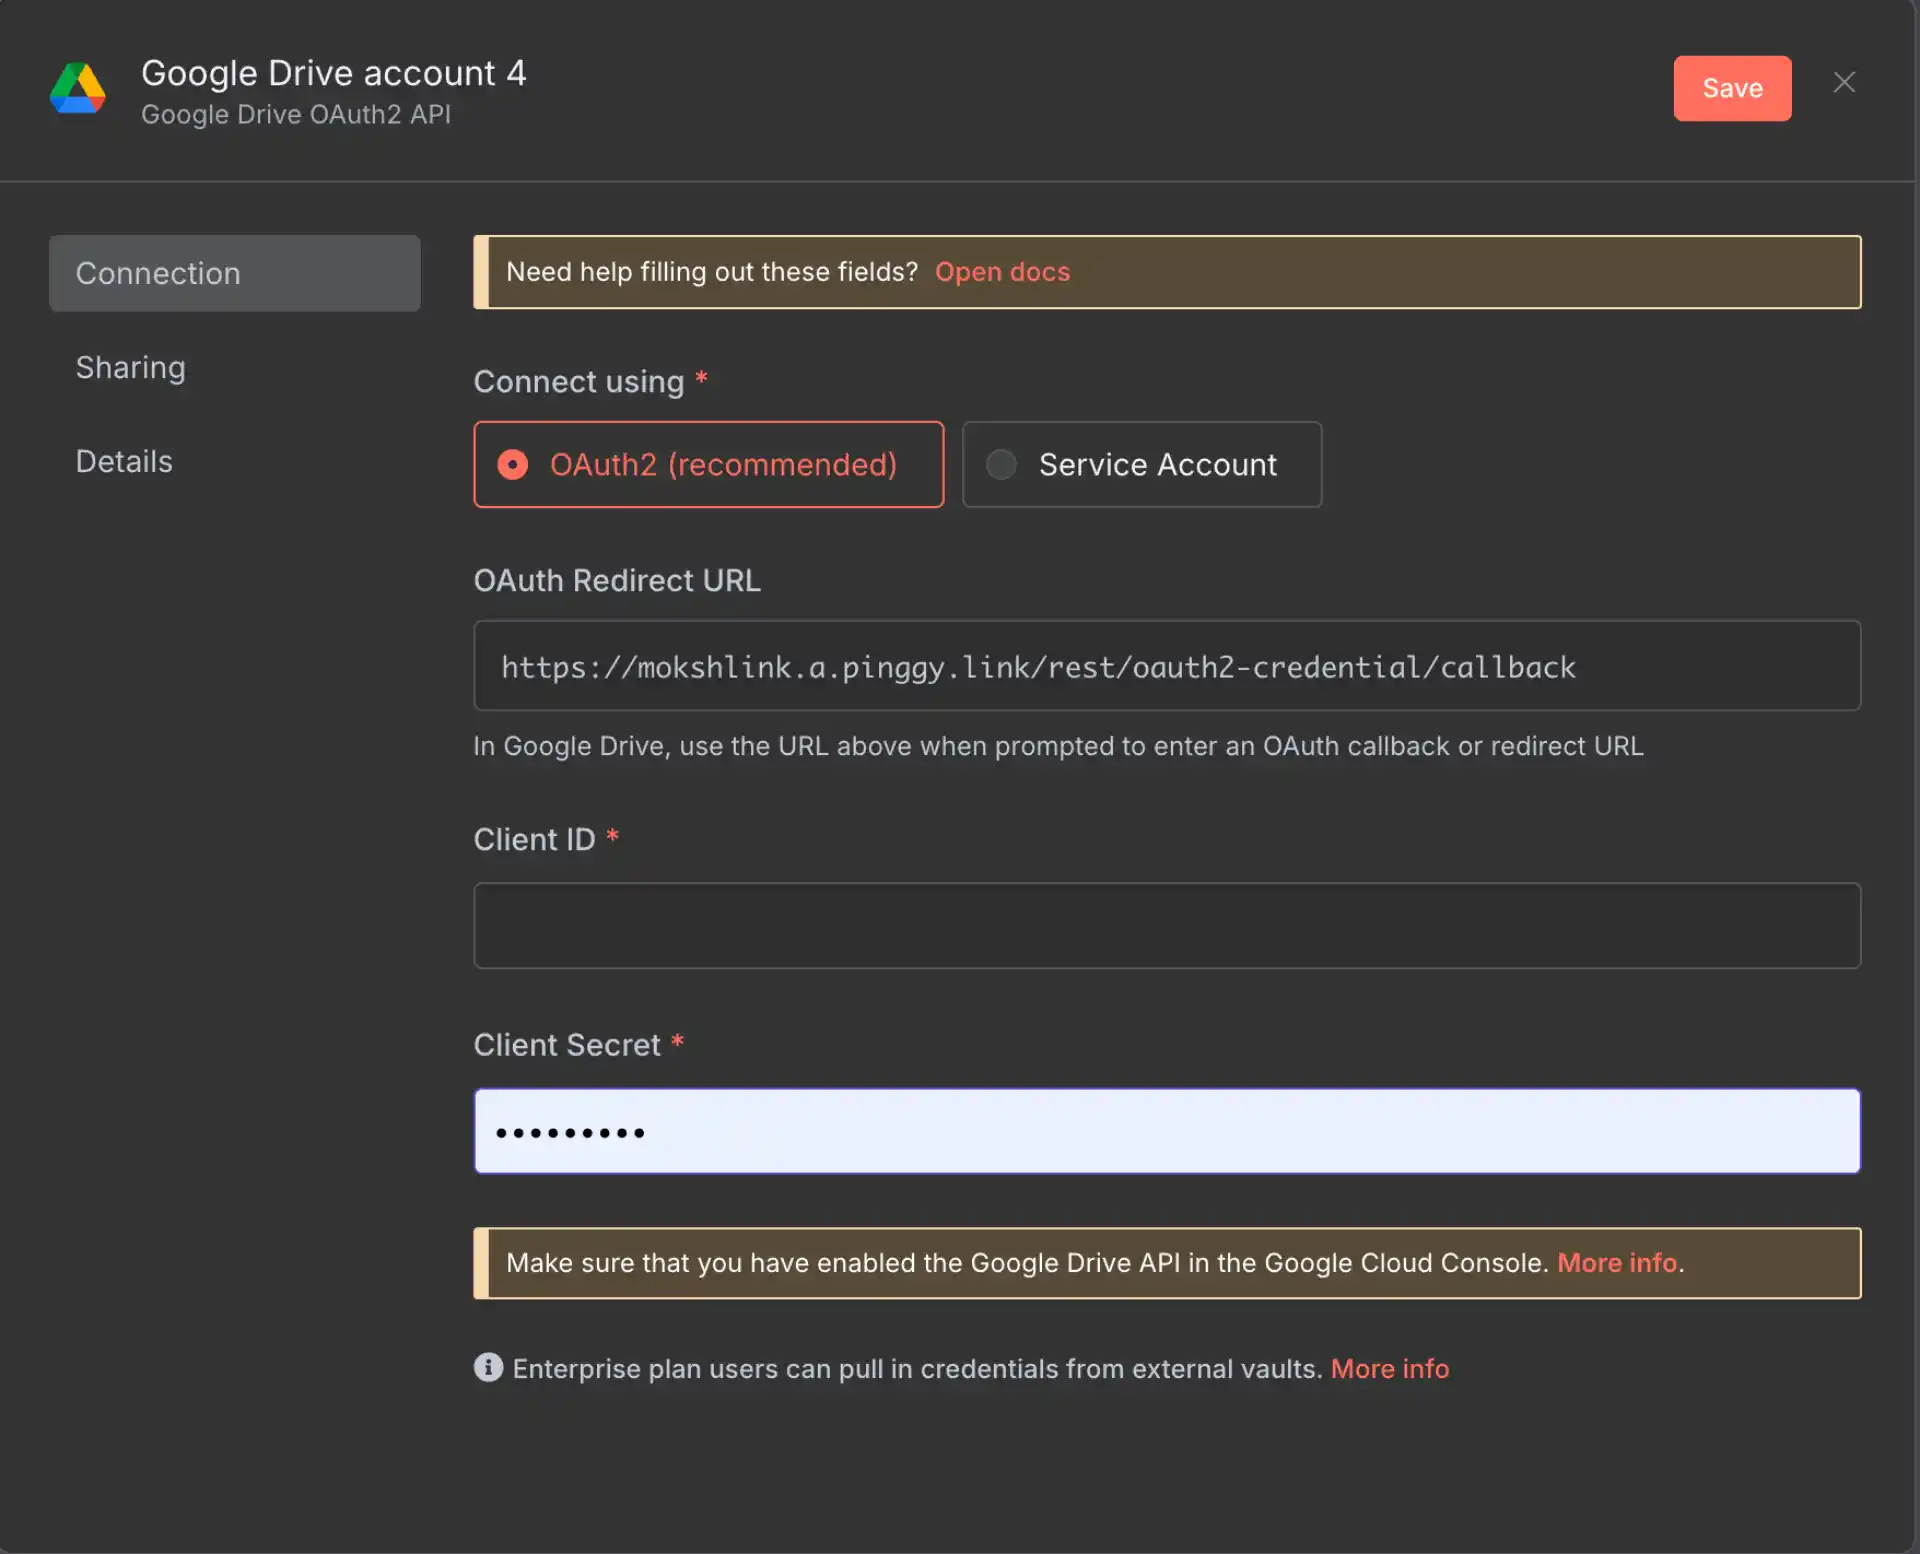 Google Drive account 4
Google Drive OAuth2 API
Save
Connection
Sharing
Details
Need help filling out these fields? Open docs
Connect using *
OAuth2 (recommended)
Service Account
OAuth Redirect URL
https://mokshlink.a.pinggy.link/rest/oauth2-credential/callback
In Google Drive, use the URL above when prompted to enter an OAuth callback or redirect URL
Client ID *
Client Secret *
•••••••••
Make sure that you have enabled the Google Drive API in the Google Cloud Console. More info.
Enterprise plan users can pull in credentials from external vaults. More info